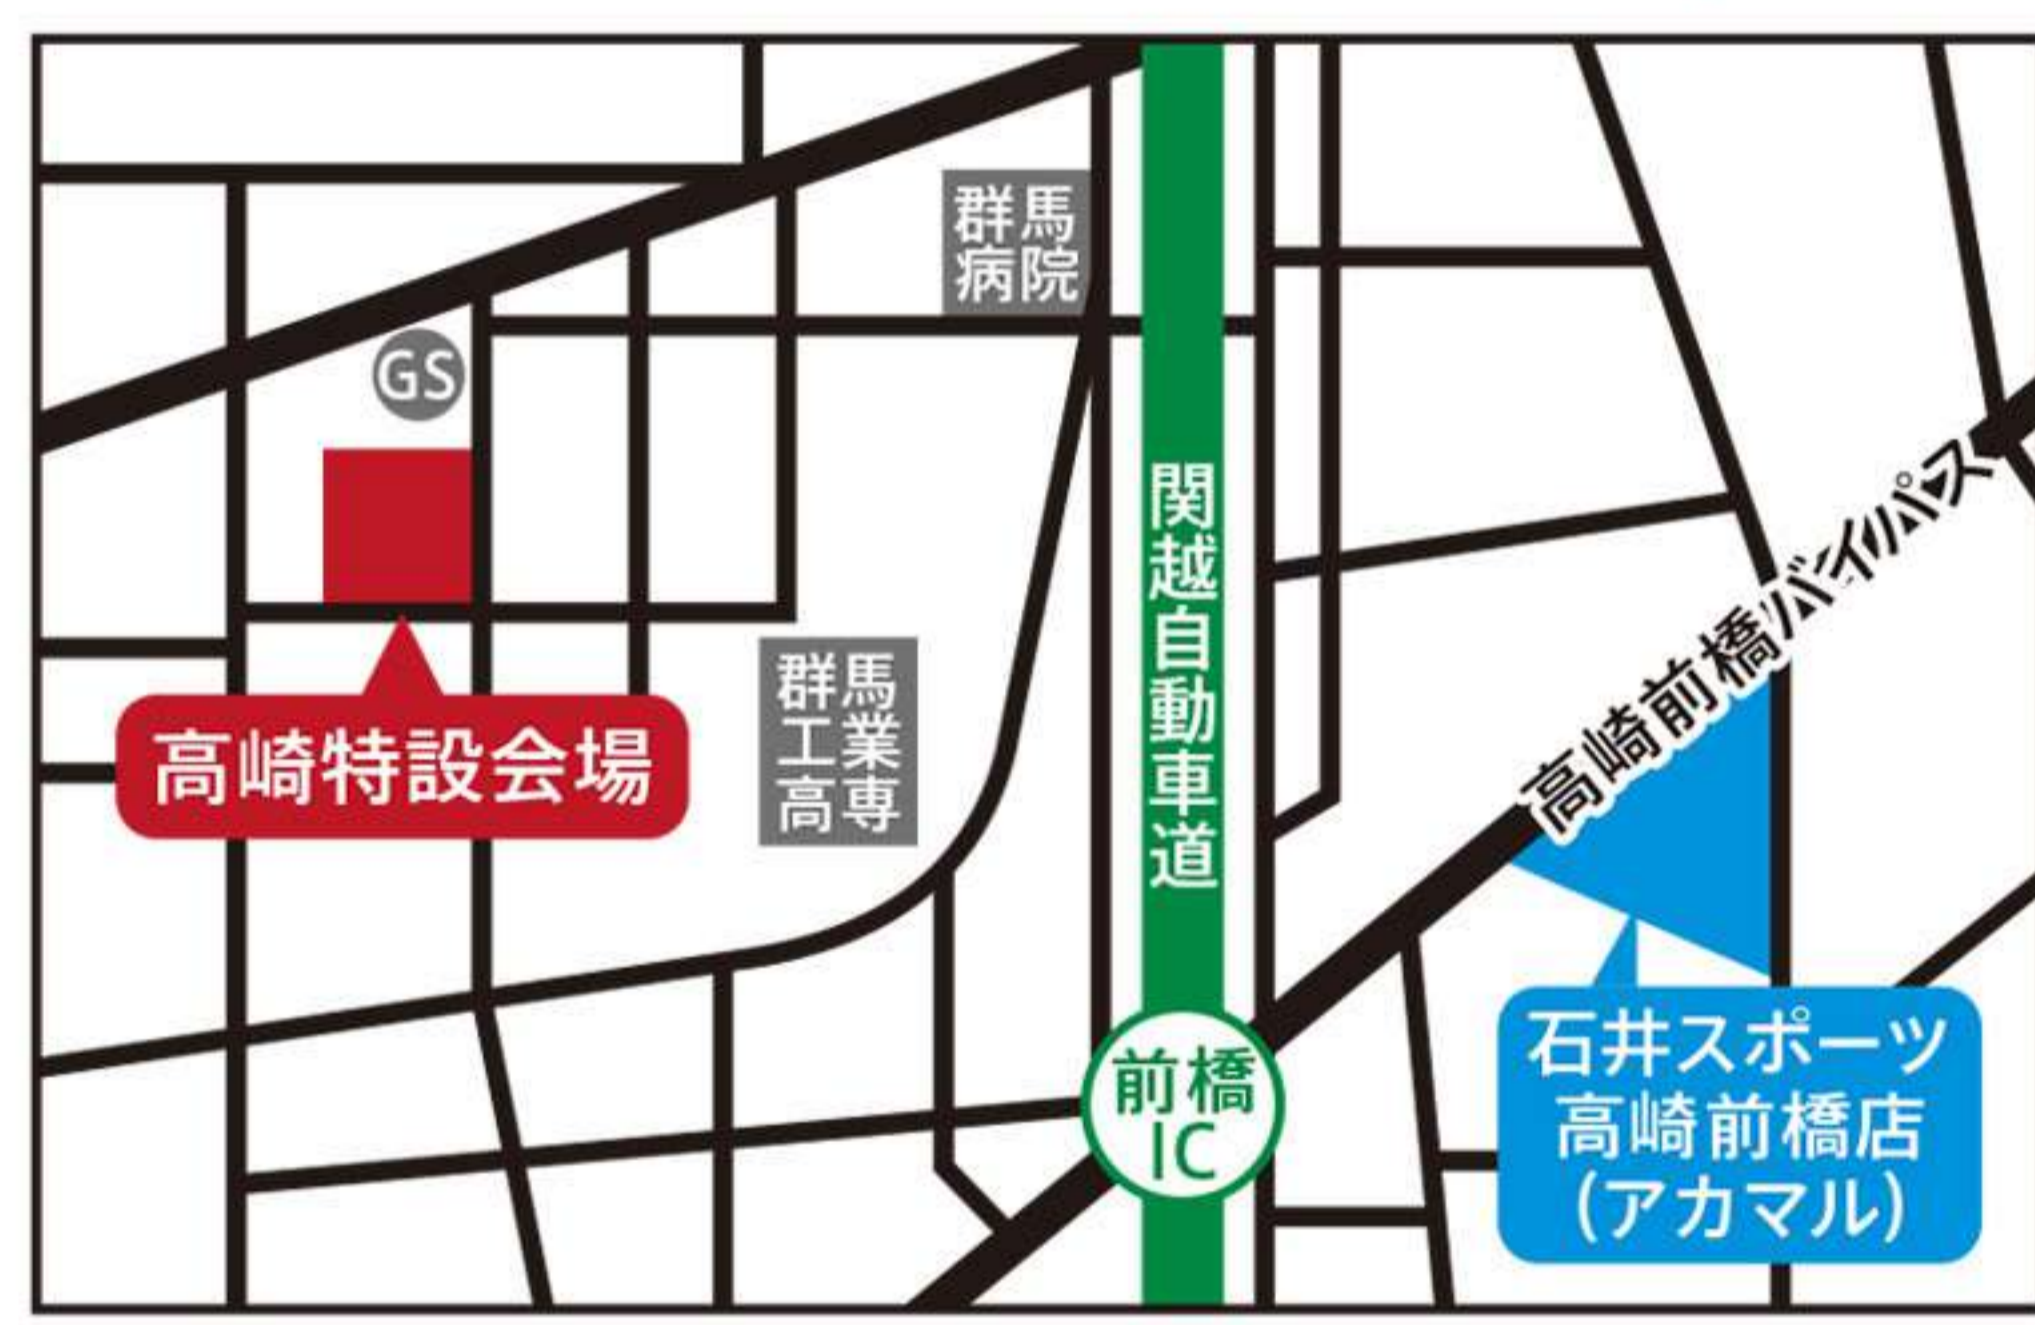 群馬
病院
GS
関越自動車道
高崎前橋バイパス
群馬
工業
高専
高崎特設会場
前橋
IC
石井スポーツ
高崎前橋店
(アカマル)